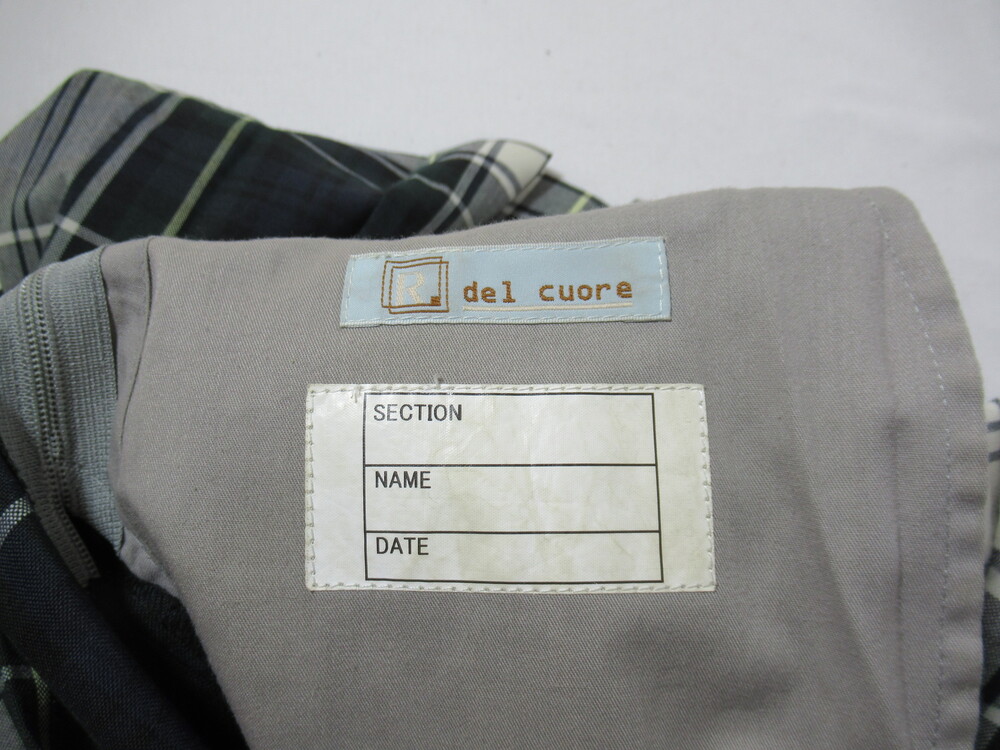 R del cuore
SECTION
NAME
DATE